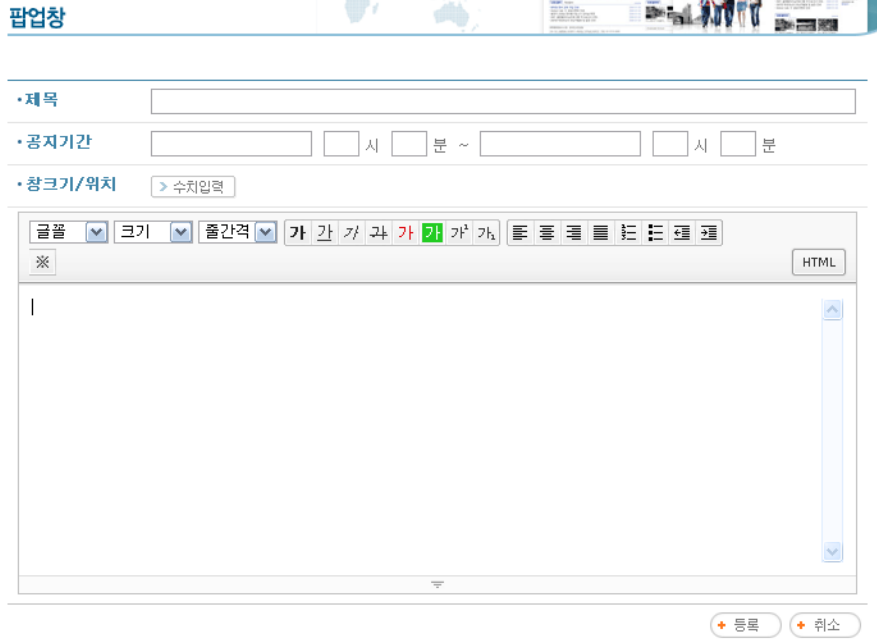 팝업창
·제목
·공지기간 시 분 ~ 시 분
·창크기/위치 > 수치입력
글꼴 크기 줄간격 가 가 가 가 가 가 가¹ 가₁
※ HTML
+ 등록 + 취소